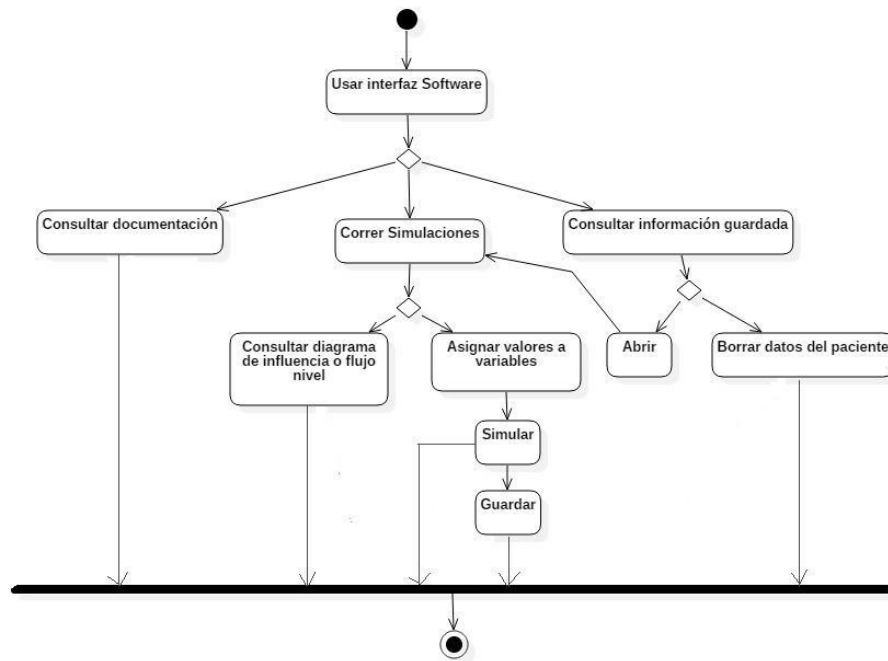 Usar interfaz Software
Consultar documentación
Correr Simulaciones
Consultar información guardada
Consultar diagrama
de influencia o flujo
nivel
Asignar valores a
variables
Abrir
Borrar datos del paciente
Simular
Guardar